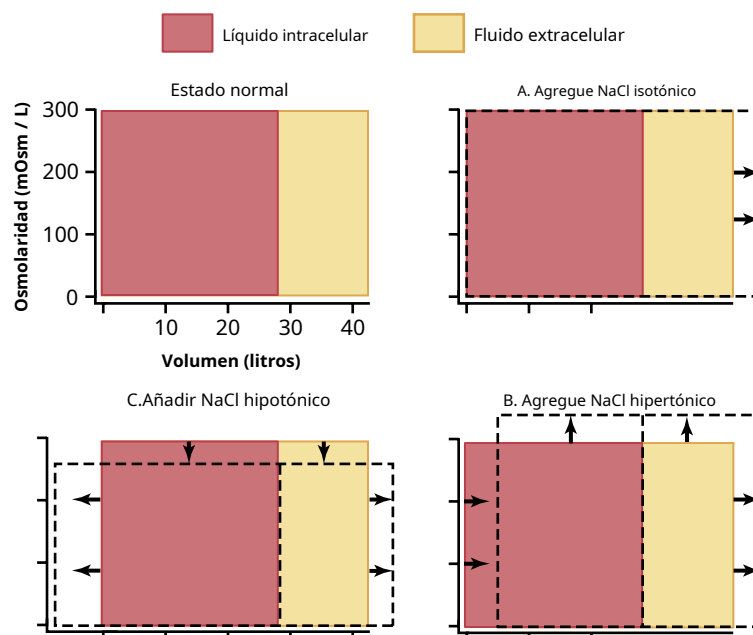 Líquido intracelular
Fluido extracelular
Estado normal
A. Agregue NaCl isotónico
Osmolaridad (mOsm / L)
300
200
100
0
10 20 30 40
Volumen (litros)
C.Añadir NaCl hipotónico
B. Agregue NaCl hipertónico